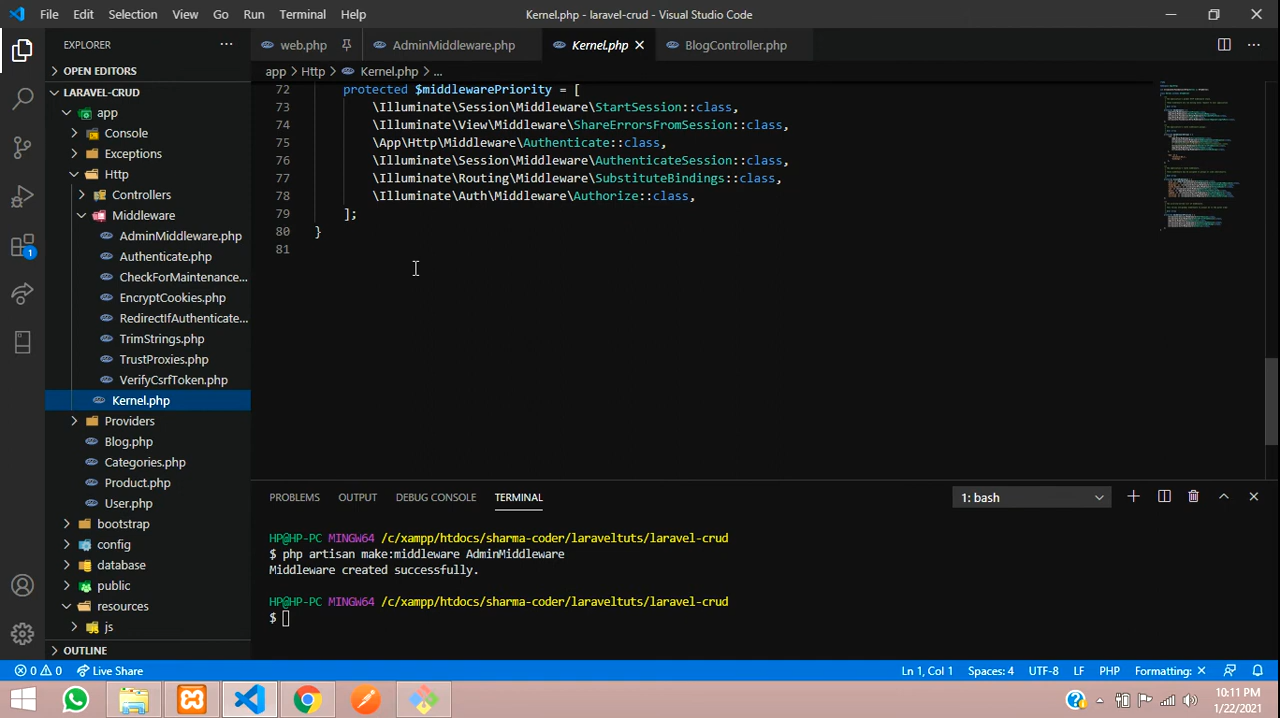 File Edit Selection View Go Run Terminal Help
Kernel.php - laravel-crud - Visual Studio Code
EXPLORER
web.php
AdminMiddleware.php
Kernel.php
BlogController.php
OPEN EDITORS
app > Http > Kernel.php > ...
LARAVEL-CRUD
app
Console
Exceptions
Http
Controllers
Middleware
AdminMiddleware.php
Authenticate.php
CheckForMaintenance...
EncryptCookies.php
RedirectIfAuthenticate...
TrimStrings.php
TrustProxies.php
VerifyCsrfToken.php
Kernel.php
Providers
Blog.php
Categories.php
Product.php
User.php
bootstrap
config
database
public
resources
js
OUTLINE
72 protected $middlewarePriority = [
73 \Illuminate\Session\Middleware\StartSession::class,
74 \Illuminate\View\Middleware\ShareErrorsFromSession::class,
75 \App\Http\Middleware\Authenticate::class,
76 \Illuminate\Session\Middleware\AuthenticateSession::class,
77 \Illuminate\Routing\Middleware\SubstituteBindings::class,
78 \Illuminate\Auth\Middleware\Authorize::class,
79 ];
80 }
81
PROBLEMS OUTPUT DEBUG CONSOLE TERMINAL
1: bash
HP@HP-PC MINGW64 /c/xampp/htdocs/sharma-coder/laraveltuts/laravel-crud
$ php artisan make:middleware AdminMiddleware
Middleware created successfully.
HP@HP-PC MINGW64 /c/xampp/htdocs/sharma-coder/laraveltuts/laravel-crud
$
1
0 0 Live Share
Ln 1, Col 1 Spaces: 4 UTF-8 LF PHP Formatting: ×
10:11 PM
1/22/2021